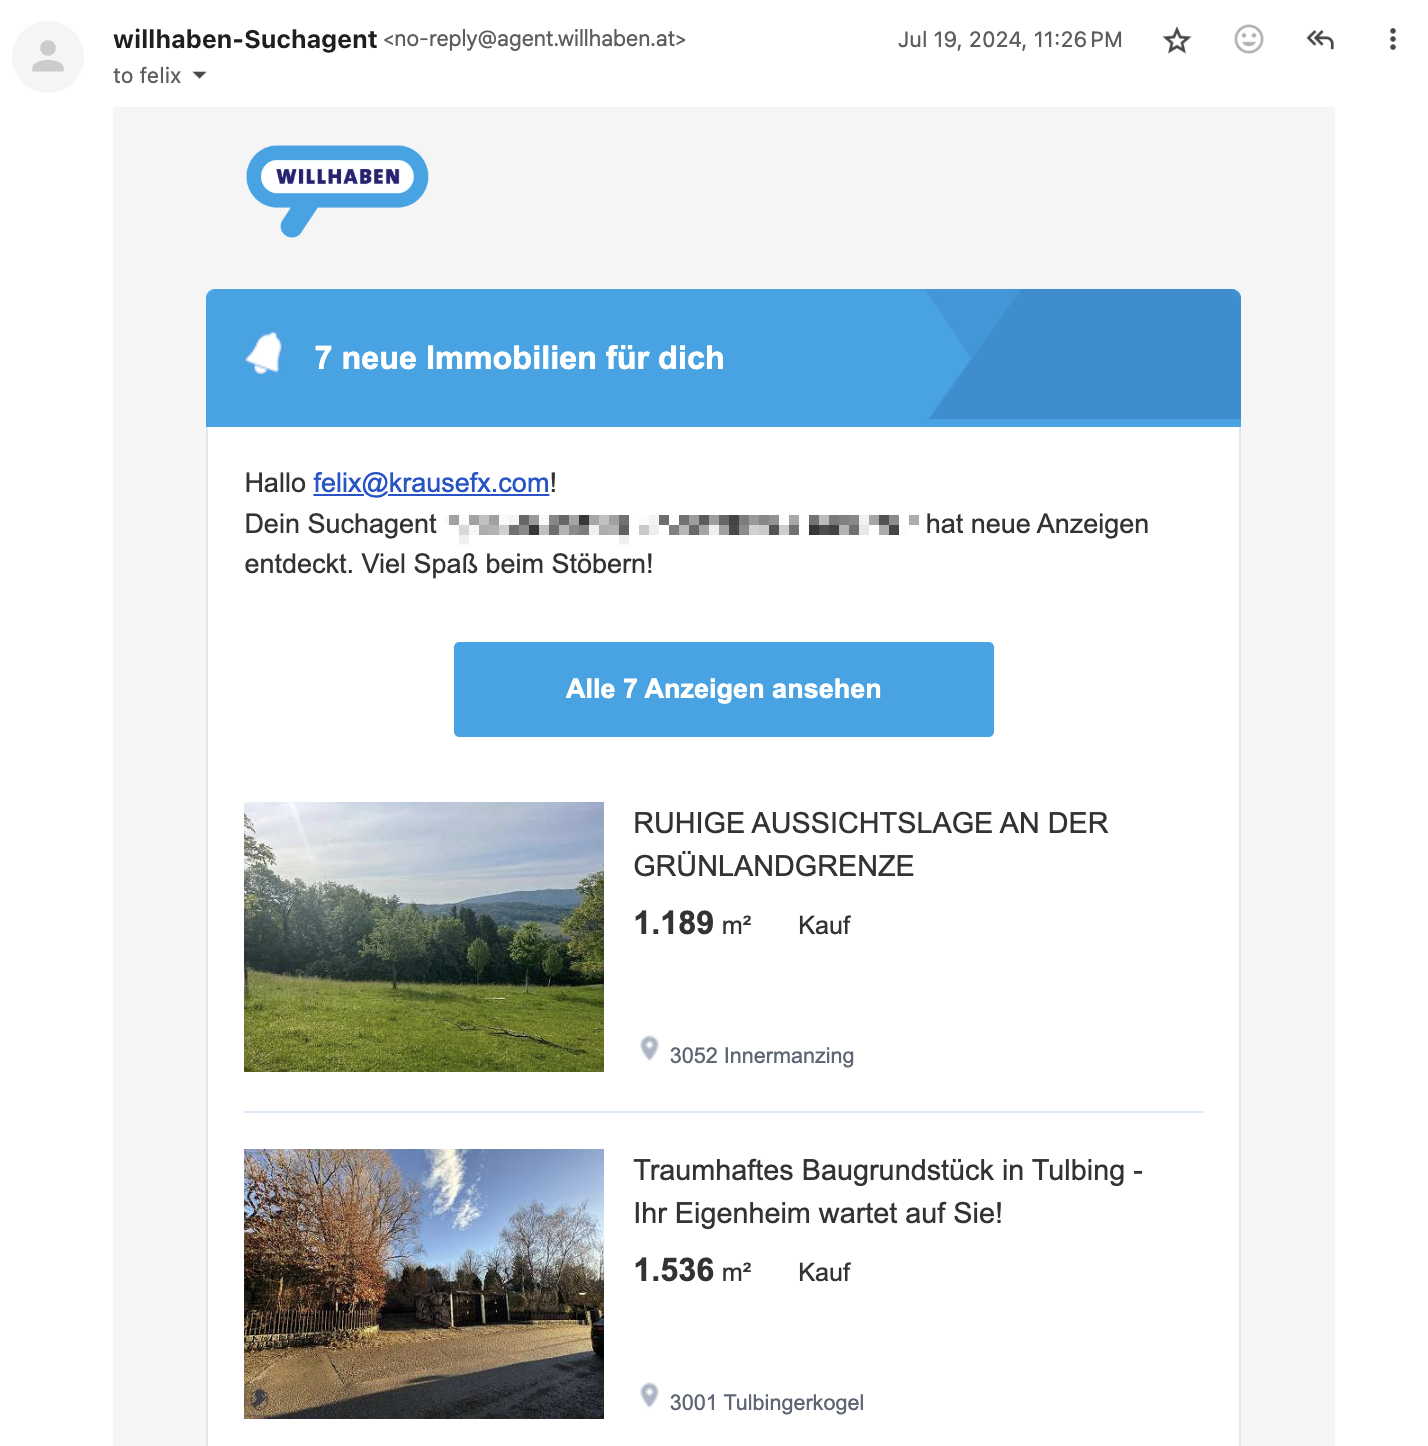 willhaben-Suchagent <no-reply@agent.willhaben.at>
Jul 19, 2024, 11:26 PM
to felix
WILLHABEN
7 neue Immobilien für dich
Hallo felix@krausefx.com!
Dein Suchagent hat neue Anzeigen
entdeckt. Viel Spaß beim Stöbern!
Alle 7 Anzeigen ansehen
RUHIGE AUSSICHTSLAGE AN DER
GRÜNLANDGRENZE
1.189 m² Kauf
3052 Innermanzing
Traumhaftes Baugrundstück in Tulbing -
Ihr Eigenheim wartet auf Sie!
1.536 m² Kauf
3001 Tulbingerkogel